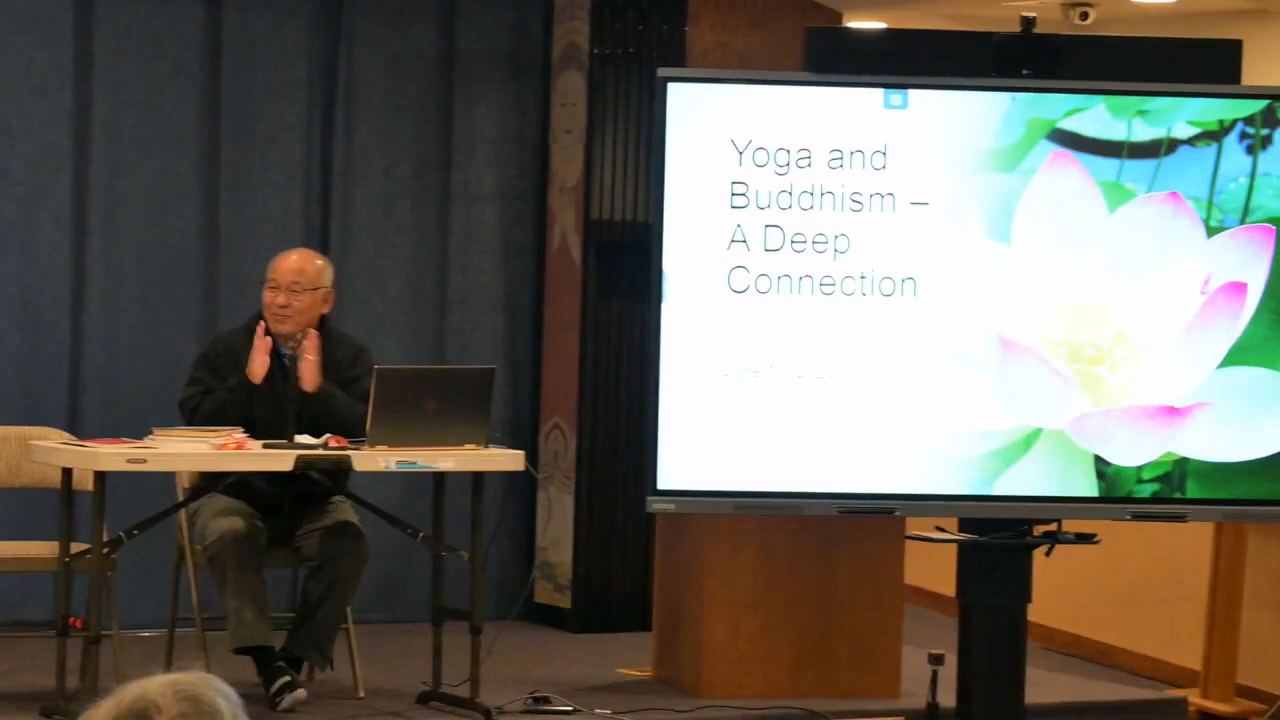 Yoga and
Buddhism –
A Deep
Connection